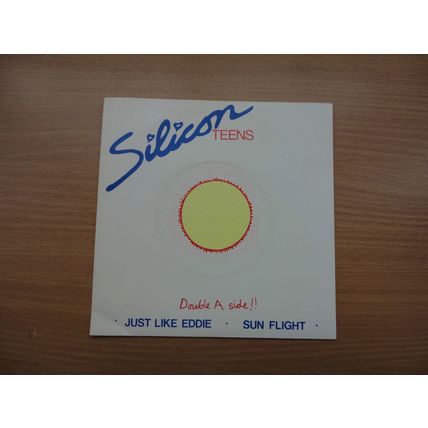 Silicon
TEENS
Double A side!!
· JUST LIKE EDDIE · SUN FLIGHT ·